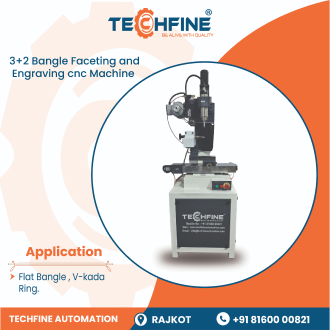 TECHFINE®
BE ALIVE WITH QUALITY
3+2 Bangle Faceting and
Engraving cnc Machine
TECHFINE
Application
Flat Bangle , V-kada
Ring.
TECHFINE AUTOMATION
RAJKOT
+91 81600 00821